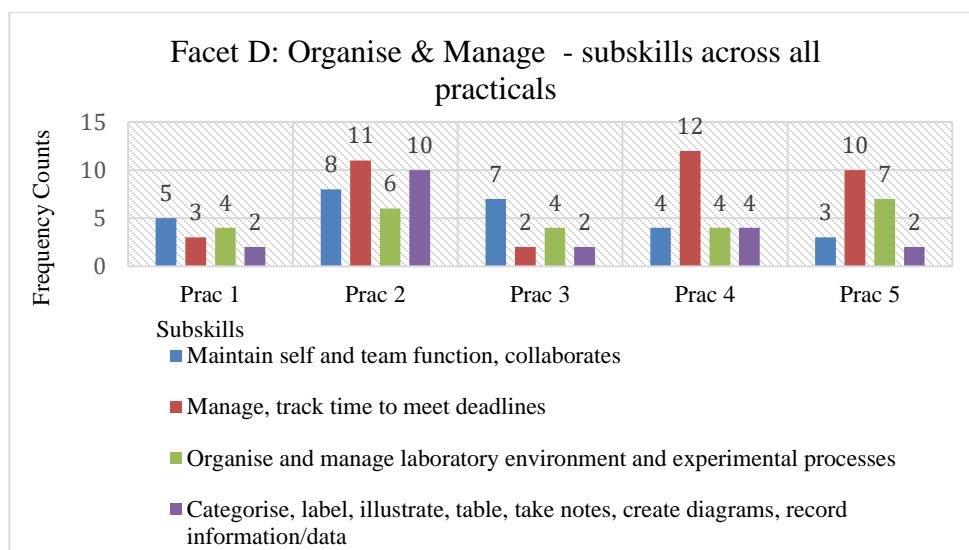 Facet D: Organise & Manage - subskills across all
practicals
Frequency Counts
15
10
5
0
5
3
4
2
8
11
6
10
7
2
4
2
4
12
4
4
3
10
7
2
Prac 1
Prac 2
Prac 3
Prac 4
Prac 5
Subskills
Maintain self and team function, collaborates
Manage, track time to meet deadlines
Organise and manage laboratory environment and experimental processes
Categorise, label, illustrate, table, take notes, create diagrams, record
information/data